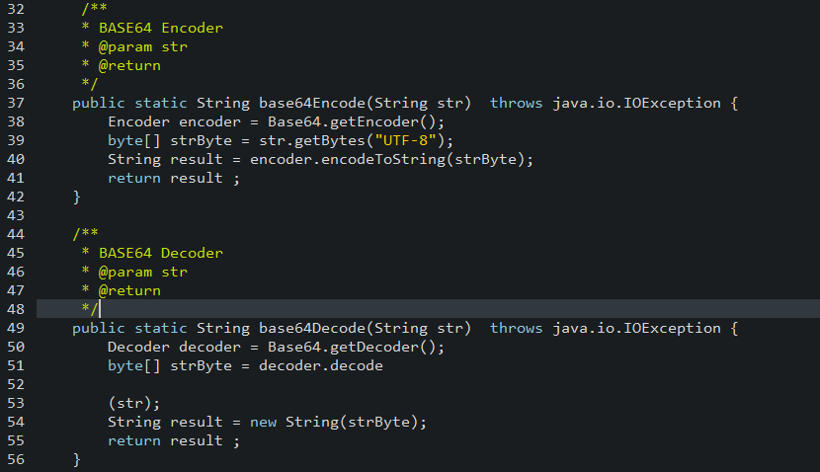 32 /**
33 * BASE64 Encoder
34 * @param str
35 * @return
36 */
37 public static String base64Encode(String str)  throws java.io.IOException {
38 Encoder encoder = Base64.getEncoder();
39 byte[] strByte = str.getBytes("UTF-8");
40 String result = encoder.encodeToString(strByte);
41 return result ;
42 }
43
44 /**
45 * BASE64 Decoder
46 * @param str
47 * @return
48 */
49 public static String base64Decode(String str)  throws java.io.IOException {
50 Decoder decoder = Base64.getDecoder();
51 byte[] strByte = decoder.decode
52
53 (str);
54 String result = new String(strByte);
55 return result ;
56 }